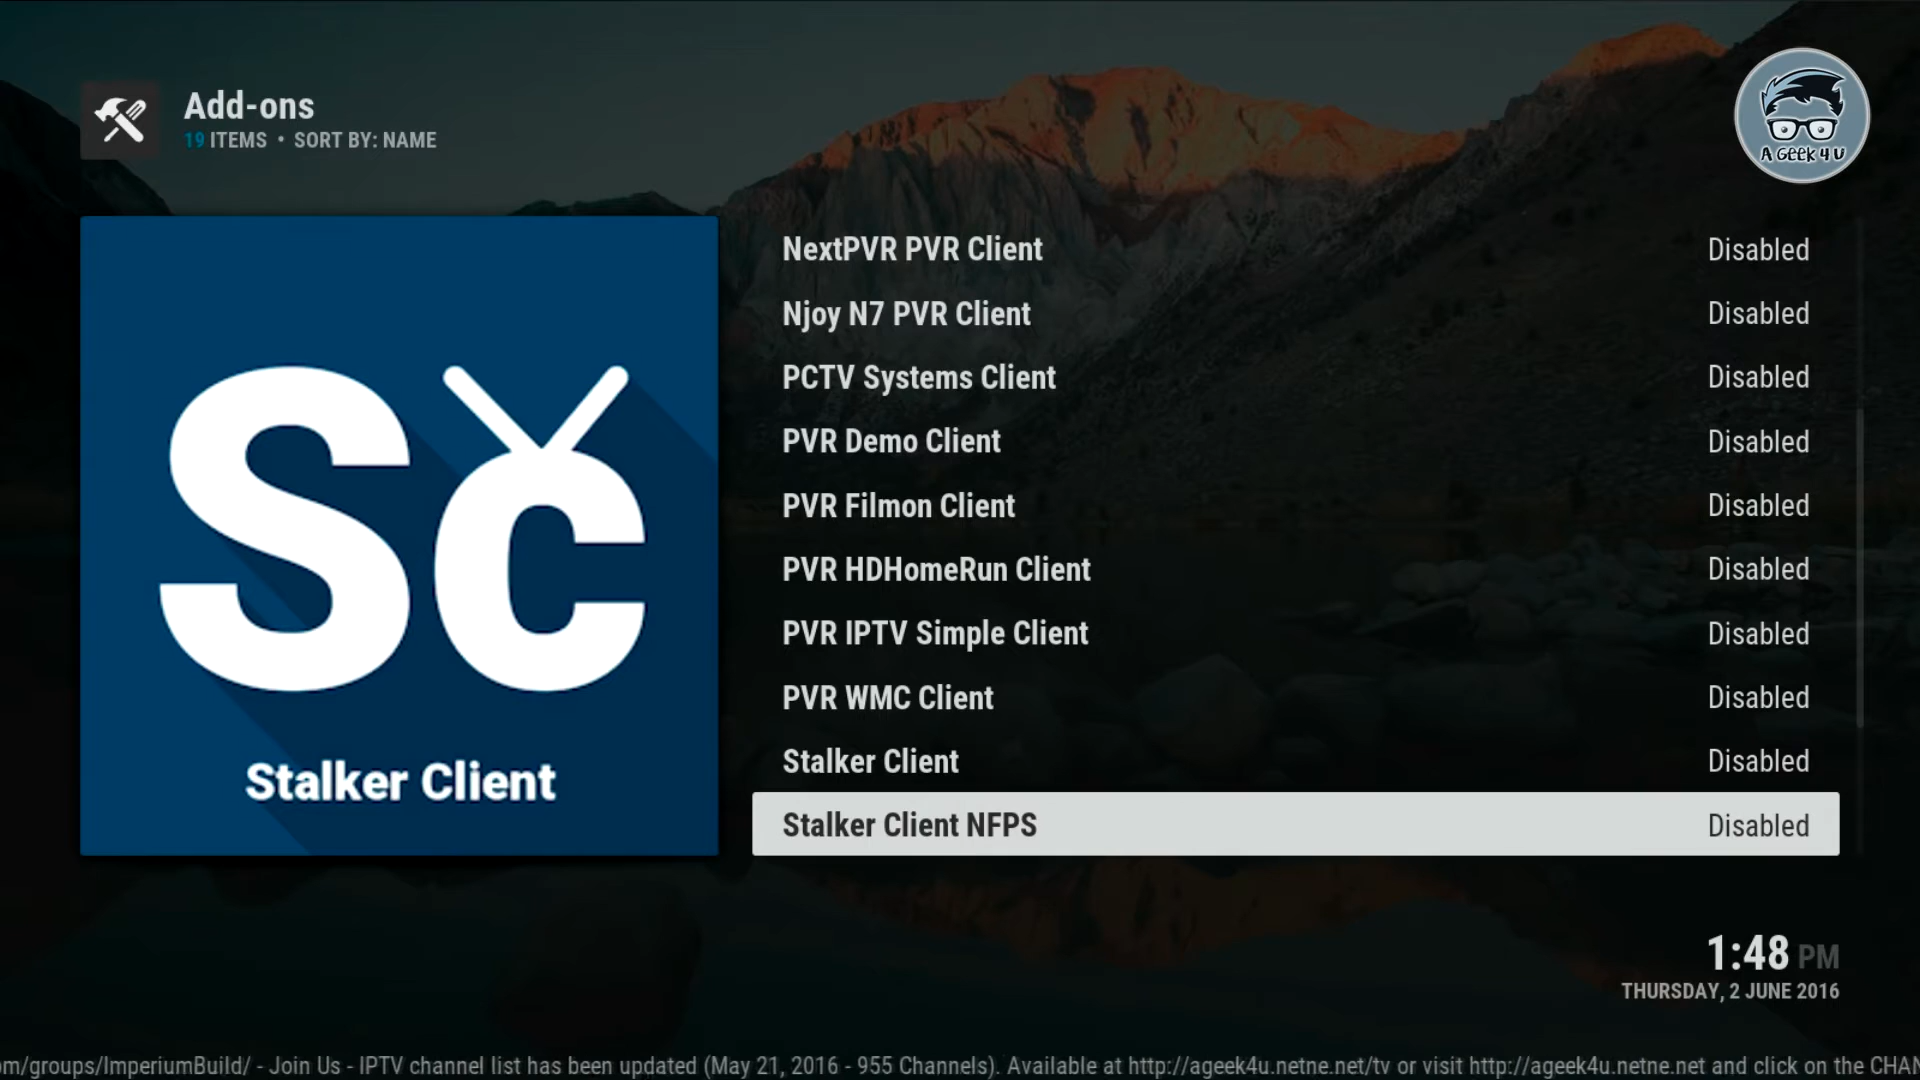 Add-ons
19 ITEMS • SORT BY: NAME
A GEEK 4 U
NextPVR PVR Client Disabled
Njoy N7 PVR Client Disabled
PCTV Systems Client Disabled
PVR Demo Client Disabled
PVR Filmon Client Disabled
PVR HDHomeRun Client Disabled
PVR IPTV Simple Client Disabled
PVR WMC Client Disabled
Stalker Client Disabled
Stalker Client NFPS Disabled
Sc
Stalker Client
1:48 PM
THURSDAY, 2 JUNE 2016
om/groups/ImperiumBuild/ - Join Us - IPTV channel list has been updated (May 21, 2016 - 955 Channels). Available at http://ageek4u.netne.net/tv or visit http://ageek4u.netne.net and click on the CHAN